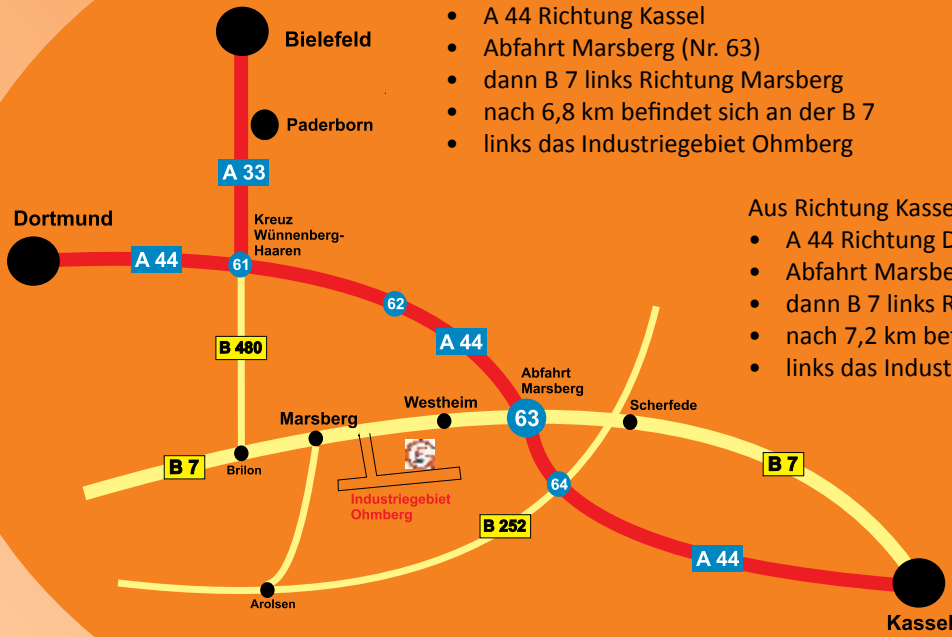 • A 44 Richtung Kassel
• Abfahrt Marsberg (Nr. 63)
• dann B 7 links Richtung Marsberg
• nach 6,8 km befindet sich an der B 7
• links das Industriegebiet Ohmberg
Aus Richtung Kasse
• A 44 Richtung D
• Abfahrt Marsbe
• dann B 7 links R
• nach 7,2 km bef
• links das Indust
Bielefeld
Paderborn
A 33
Dortmund
Kreuz
Wünnenberg-
Haaren
A 44
61
62
B 480
A 44
Abfahrt
Marsberg
Westheim
63
Scherfede
Marsberg
B 7
Brilon
B 7
64
Industriegebiet
Ohmberg
B 252
A 44
Arolsen
Kassel